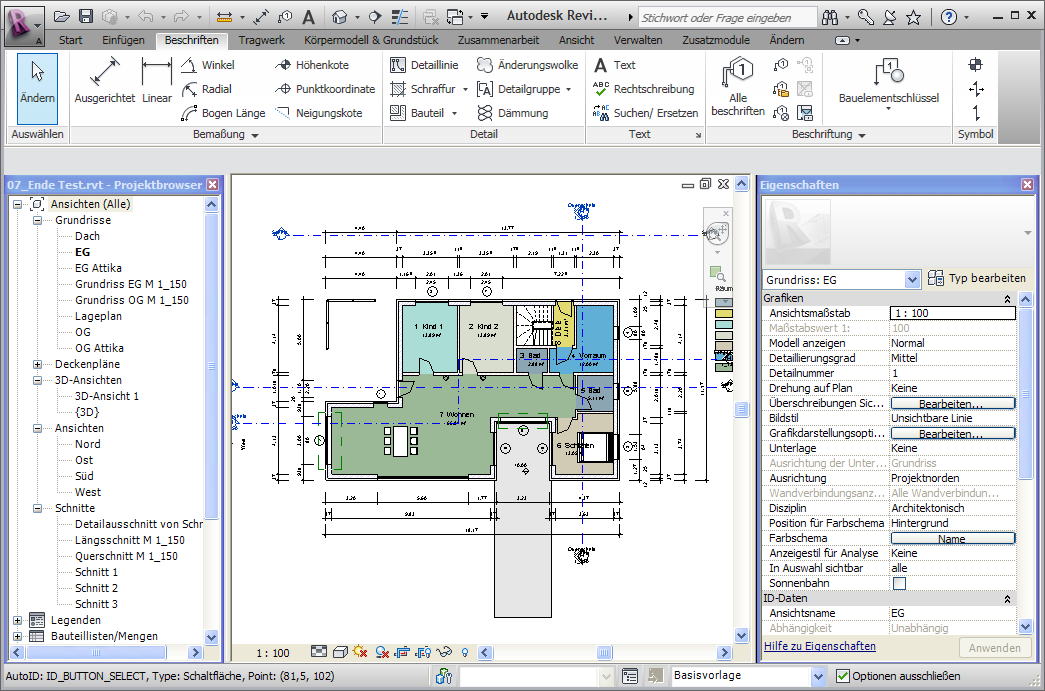 Autodesk Revi...
Stichwort oder Frage eingeben
Start Einfügen Beschriften Tragwerk Körpermodell & Grundstück Zusammenarbeit Ansicht Verwalten Zusatzmodule Ändern
Ändern
Auswählen
Ausgerichtet
Linear
Winkel
Radial
Bogen Länge
Höhenkote
Punktkoordinate
Neigungskote
Bemaßung
Detaillinie
Schraffur
Bauteil
Änderungswolke
Detailgruppe
Dämmung
Detail
Text
Rechtschreibung
Suchen/ Ersetzen
Text
Alle
beschriften
Bauelementschlüssel
Beschriftung
Symbol
07_Ende Test.rvt - Projektbrowser
Ansichten (Alle)
Grundrisse
Dach
EG
EG Attika
Grundriss EG M 1_150
Grundriss OG M 1_150
Lageplan
OG
OG Attika
Deckenpläne
3D-Ansichten
3D-Ansicht 1
{3D}
Ansichten
Nord
Ost
Süd
West
Schnitte
Detailausschnitt von Schr
Längsschnitt M 1_150
Querschnitt M 1_150
Schnitt 1
Schnitt 2
Schnitt 3
Legenden
Bauteillisten/Mengen
1 Kind 1
2 Kind 2
3 Bad
4 Vorraum
5 Bad
6 Schlafen
7 Wohnen
1 : 100
Eigenschaften
Grundriss: EG
Typ bearbeiten
Grafiken
Ansichtsmaßstab 1 : 100
Maßstabswert 1: 100
Modell anzeigen Normal
Detaillierungsgrad Mittel
Detailnummer 1
Drehung auf Plan Keine
Überschreibungen Sic... Bearbeiten...
Bildstil Unsichtbare Linie
Grafikdarstellungsopti... Bearbeiten...
Unterlage Keine
Ausrichtung der Unter... Grundriss
Ausrichtung Projektnorden
Wandverbindungsanz... Alle Wandverbindun...
Disziplin Architektonisch
Position für Farbschema Hintergrund
Farbschema Name
Anzeigestil für Analyse Keine
In Auswahl sichtbar alle
Sonnenbahn
ID-Daten
Ansichtsname EG
Abhängigkeit Unabhängig
Hilfe zu Eigenschaften
Anwenden
AutoID: ID_BUTTON_SELECT, Type: Schaltfläche, Point: (81,5, 102)
Basisvorlage
Optionen ausschließen